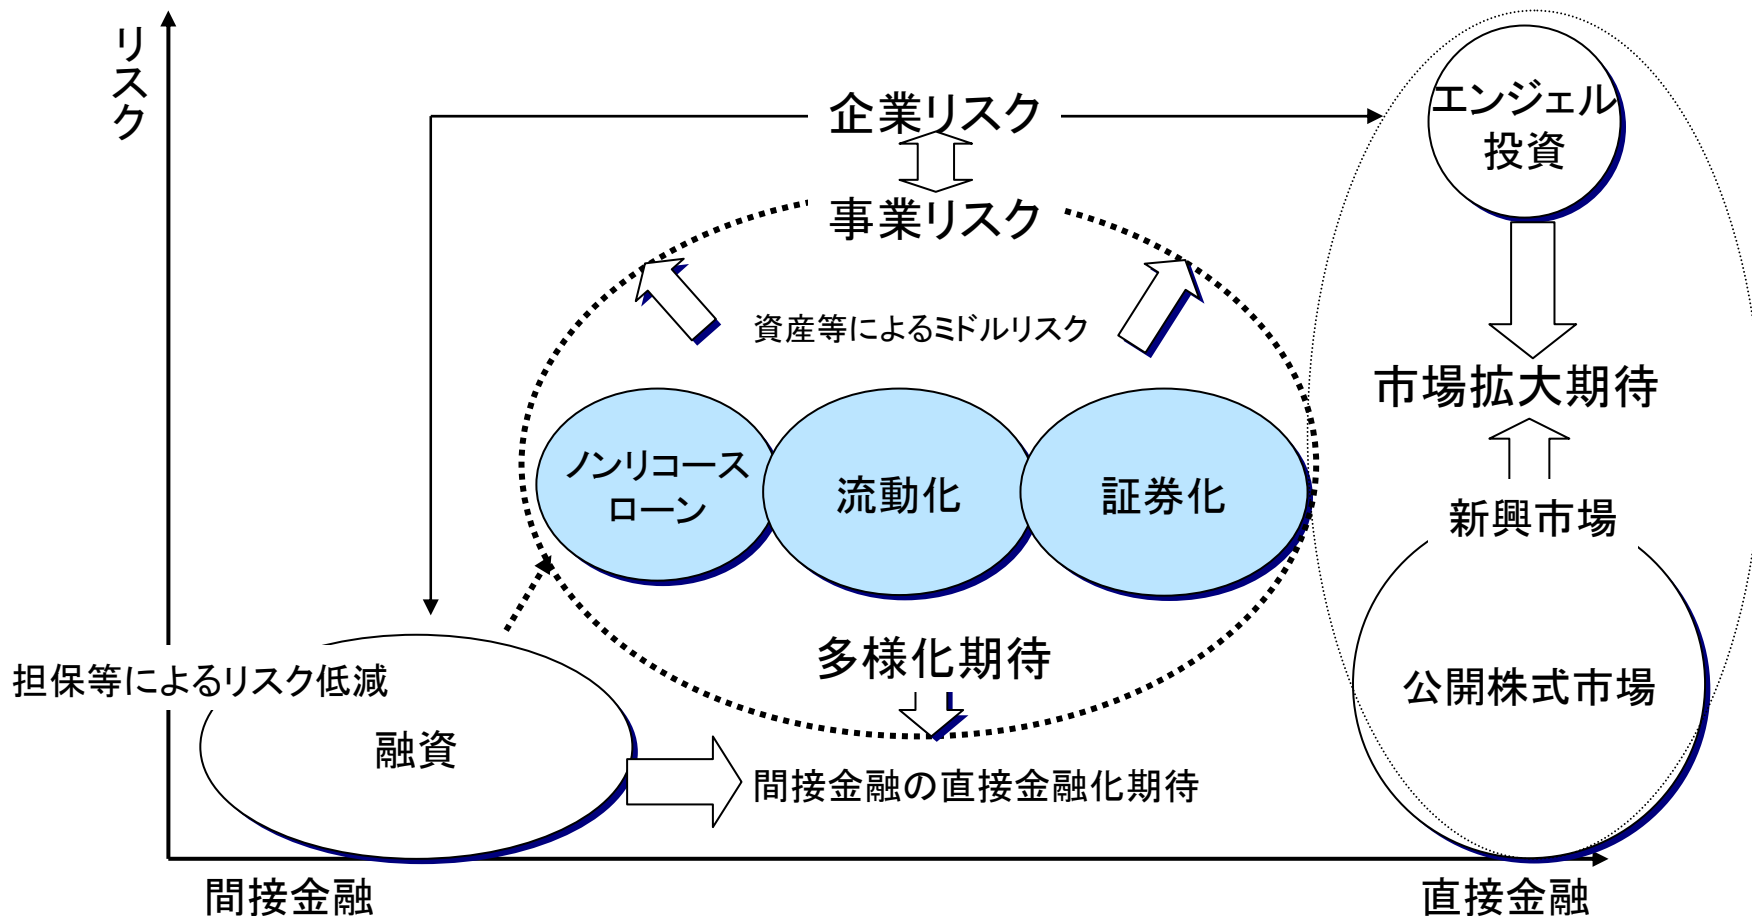 リスク
企業リスク
エンジェル
投資
事業リスク
資産等によるミドルリスク
市場拡大期待
ノンリコース
ローン
流動化
証券化
新興市場
多様化期待
担保等によるリスク低減
公開株式市場
融資
間接金融の直接金融化期待
間接金融
直接金融